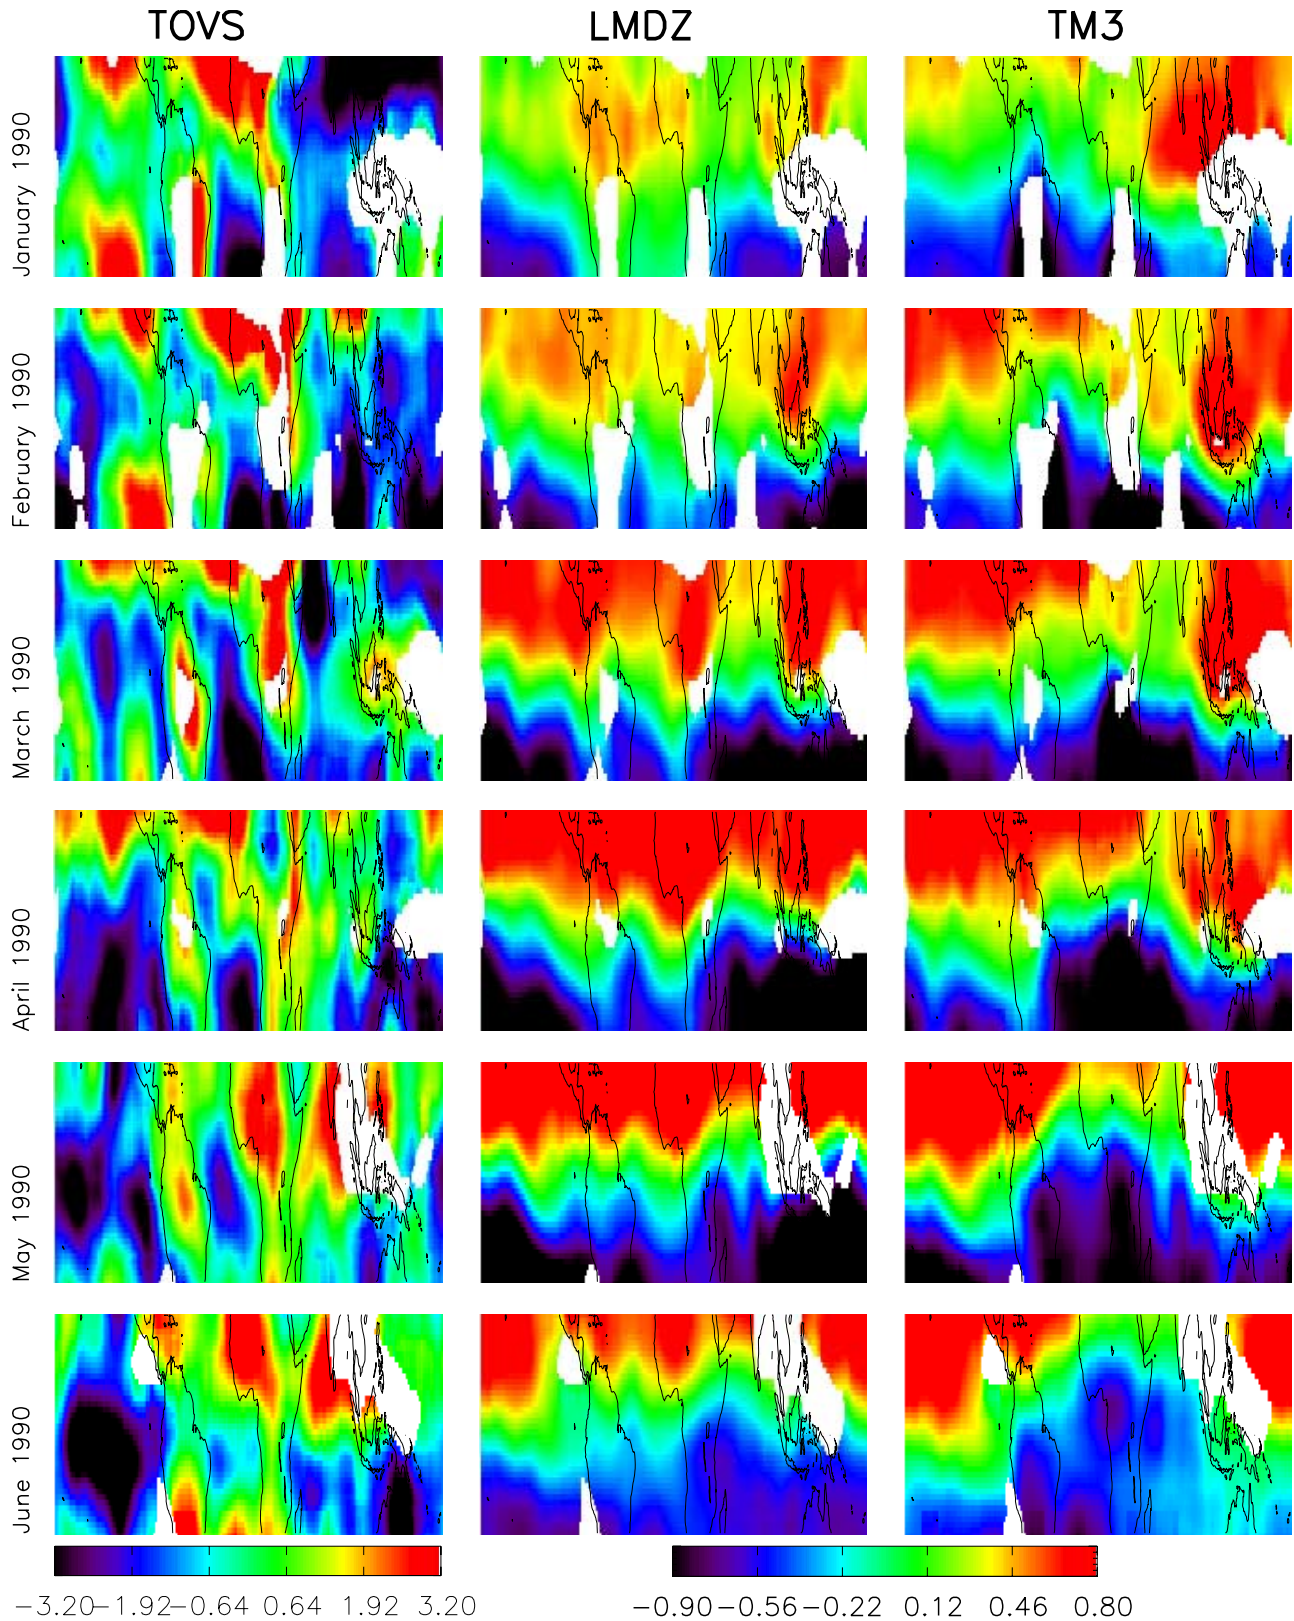 TOVS LMDZ TM3
January 1990
February 1990
March 1990
April 1990
May 1990
June 1990
−3.20 −1.92 −0.64 0.64 1.92 3.20
−0.90 −0.56 −0.22 0.12 0.46 0.80